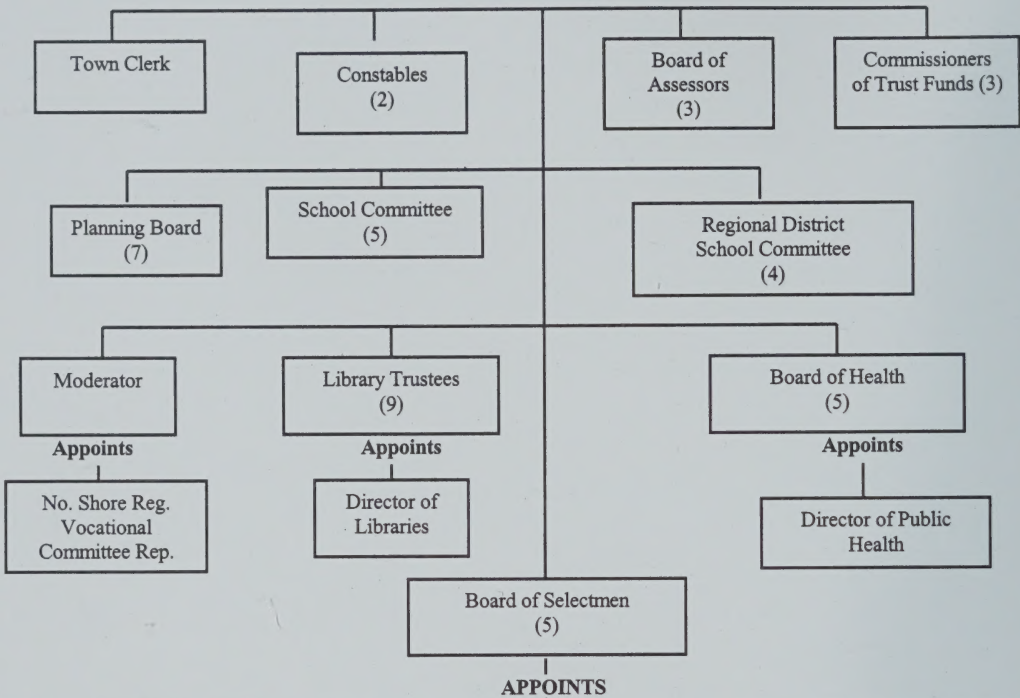 Town Clerk
Constables
(2)
Board of
Assessors
(3)
Commissioners
of Trust Funds (3)
Planning Board
(7)
School Committee
(5)
Regional District
School Committee
(4)
Moderator
Appoints
No. Shore Reg.
Vocational
Committee Rep.
Library Trustees
(9)
Appoints
Director of
Libraries
Board of Health
(5)
Appoints
Director of Public
Health
Board of Selectmen
(5)
APPOINTS